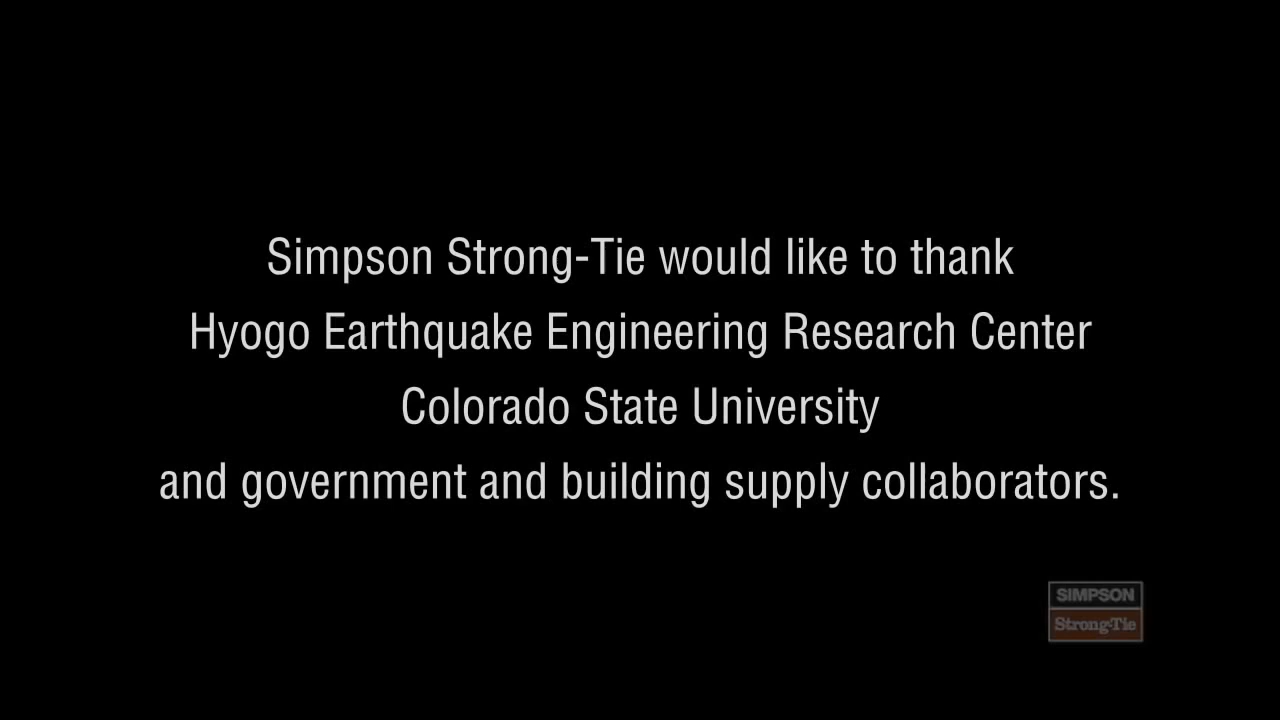 Simpson Strong-Tie would like to thank
Hyogo Earthquake Engineering Research Center
Colorado State University
and government and building supply collaborators.
SIMPSON
Strong-Tie